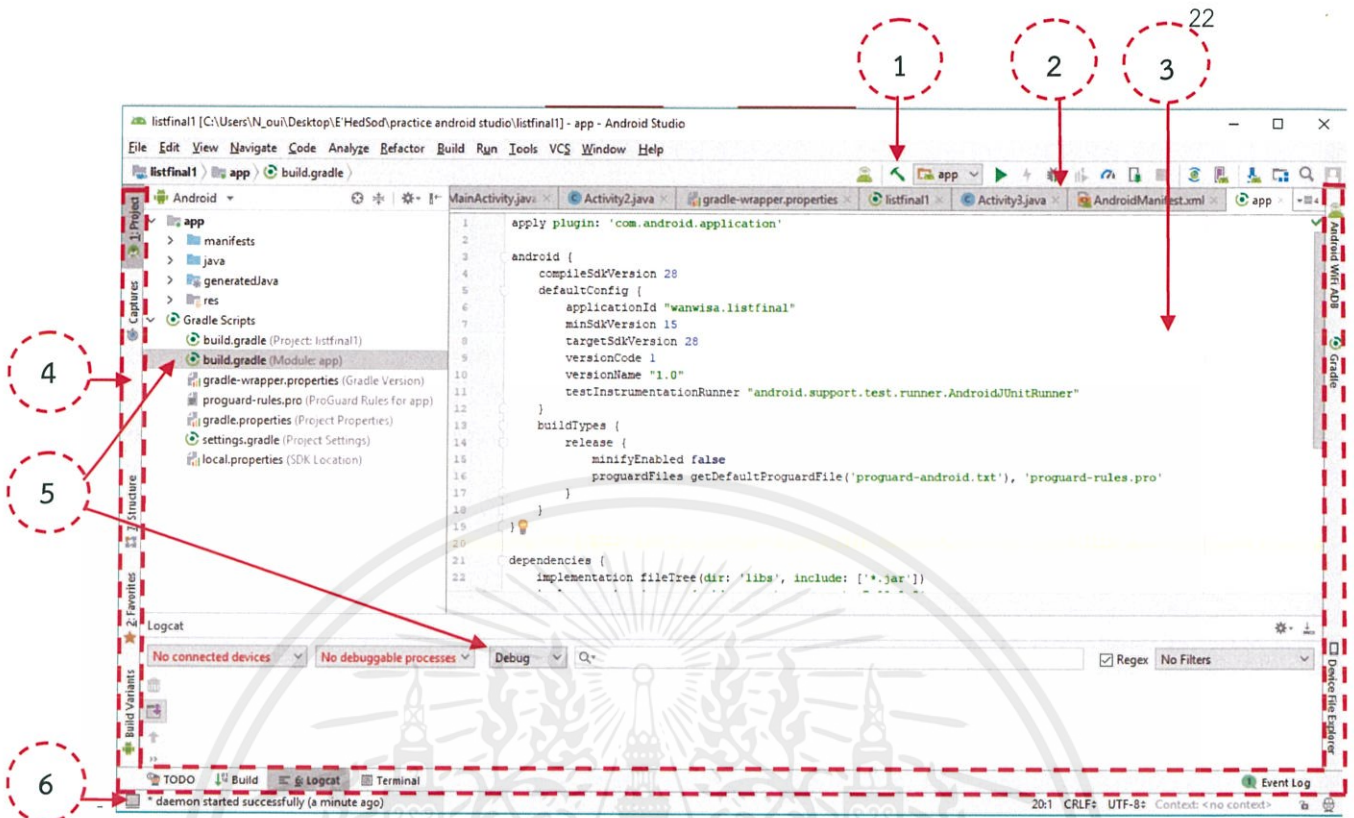 22
1
2
3
listfinal1 [C:\Users\N_oui\Desktop\E'HedSod\practice android studio\listfinal1] - app - Android Studio
File Edit View Navigate Code Analyze Refactor Build Run Tools VCS Window Help
listfinal1 app build.gradle
app
Android
MainActivity.java Activity2.java gradle-wrapper.properties listfinal1 Activity3.java AndroidManifest.xml app 4
1: Project
Captures
7: Structure
2: Favorites
Build Variants
app
manifests
java
generatedJava
res
Gradle Scripts
build.gradle (Project: listfinal1)
build.gradle (Module: app)
gradle-wrapper.properties (Gradle Version)
proguard-rules.pro (ProGuard Rules for app)
gradle.properties (Project Properties)
settings.gradle (Project Settings)
local.properties (SDK Location)
1 apply plugin: 'com.android.application'
2
3 android {
4 compileSdkVersion 28
5 defaultConfig {
6 applicationId "wanwisa.listfinal"
7 minSdkVersion 15
8 targetSdkVersion 28
9 versionCode 1
10 versionName "1.0"
11 testInstrumentationRunner "android.support.test.runner.AndroidJUnitRunner"
12 }
13 buildTypes {
14 release {
15 minifyEnabled false
16 proguardFiles getDefaultProguardFile('proguard-android.txt'), 'proguard-rules.pro'
17 }
18 }
19 }
20
21 dependencies {
22 implementation fileTree(dir: 'libs', include: ['*.jar'])
Android WiFi ADB
Gradle
Device File Explorer
4
5
Logcat
No connected devices No debuggable processes Debug Regex No Filters
TODO Build 6: Logcat Terminal Event Log
6
* daemon started successfully (a minute ago) 20:1 CRLF UTF-8 Context: <no context>